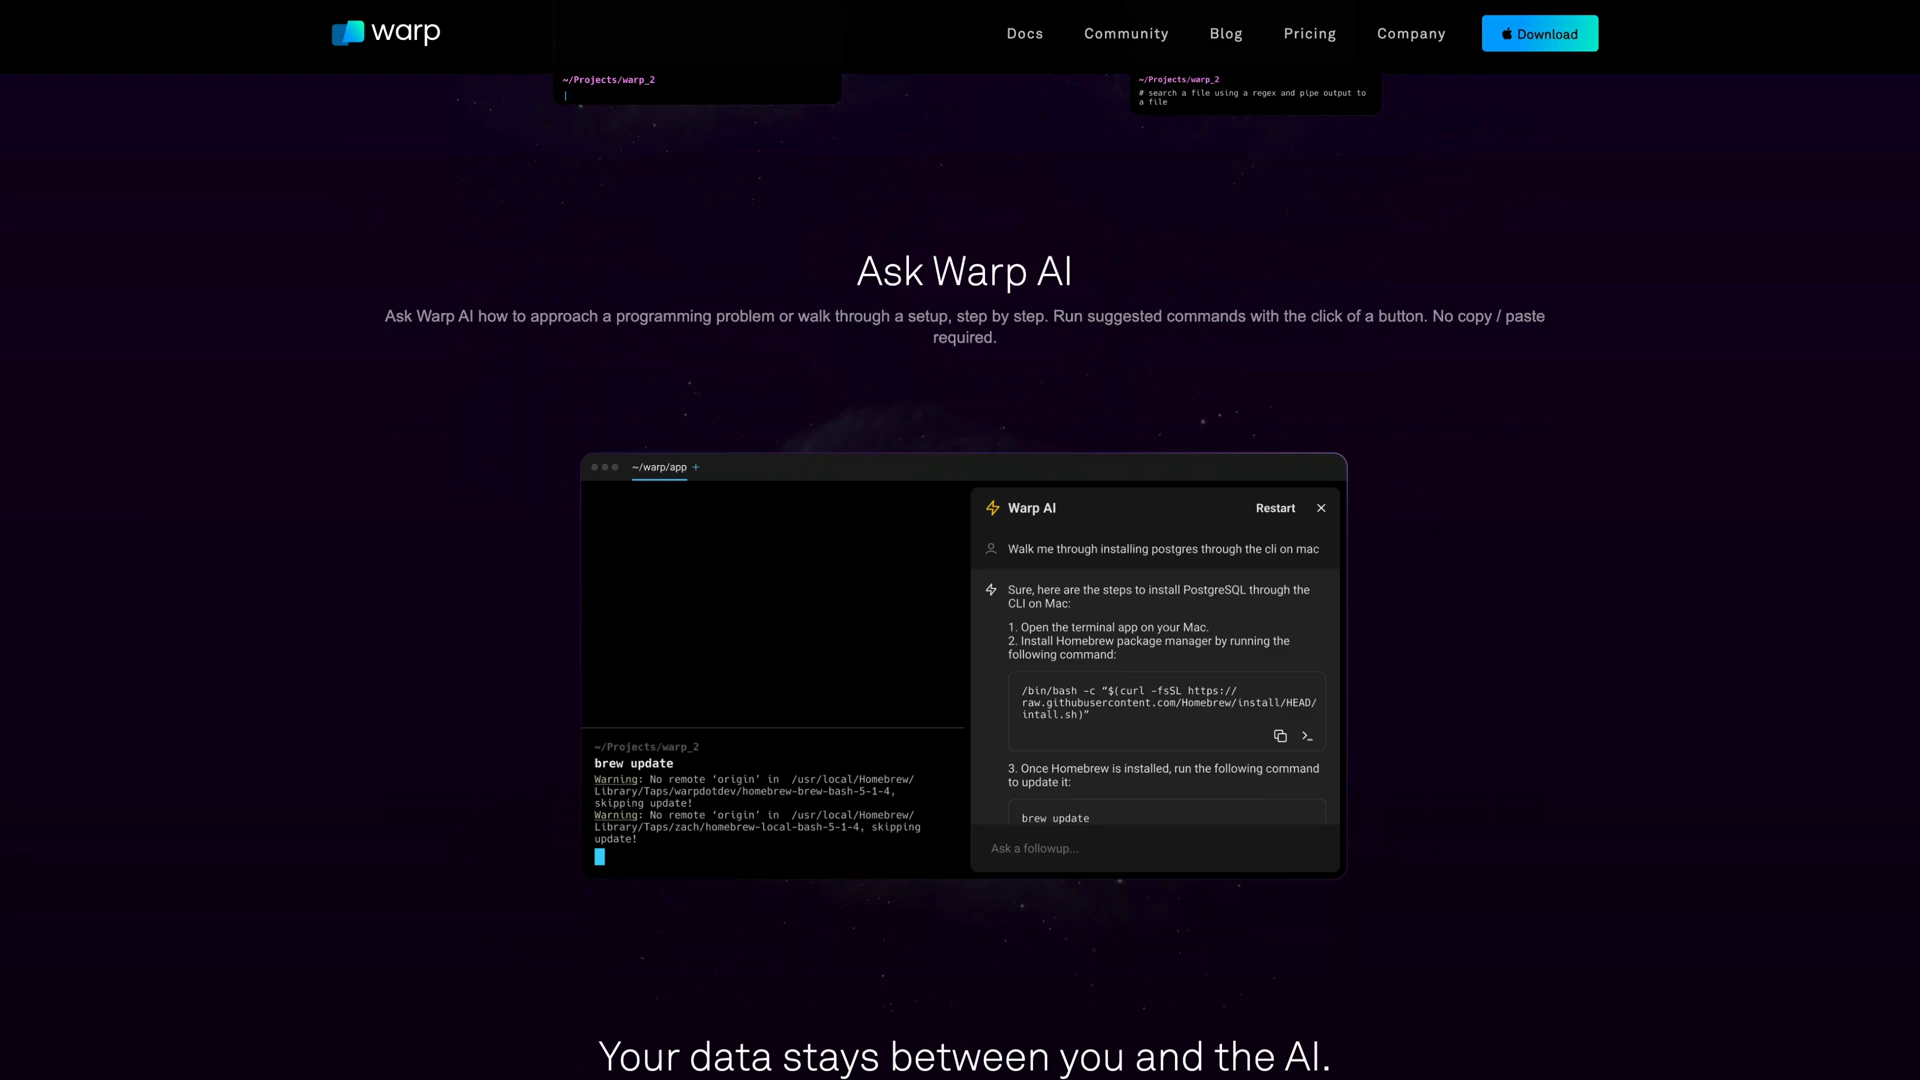 warp
Docs
Community
Blog
Pricing
Company
Download
~/Projects/warp_2
~/Projects/warp_2
# search a file using a regex and pipe output to
a file
Ask Warp AI
Ask Warp AI how to approach a programming problem or walk through a setup, step by step. Run suggested commands with the click of a button. No copy / paste
required.
~/warp/app +
Warp AI
Restart
Walk me through installing postgres through the cli on mac
Sure, here are the steps to install PostgreSQL through the
CLI on Mac:
1. Open the terminal app on your Mac.
2. Install Homebrew package manager by running the
following command:
/bin/bash -c “$(curl -fsSL https://
raw.githubusercontent.com/Homebrew/install/HEAD/
intall.sh)”
3. Once Homebrew is installed, run the following command
to update it:
brew update
Ask a followup...
~/Projects/warp_2
brew update
Warning: No remote ‘origin’ in /usr/local/Homebrew/
Library/Taps/warpdotdev/homebrew-brew-bash-5-1-4,
skipping update!
Warning: No remote ‘origin’ in /usr/local/Homebrew/
Library/Taps/zach/homebrew-local-bash-5-1-4, skipping
update!
Your data stays between you and the AI.